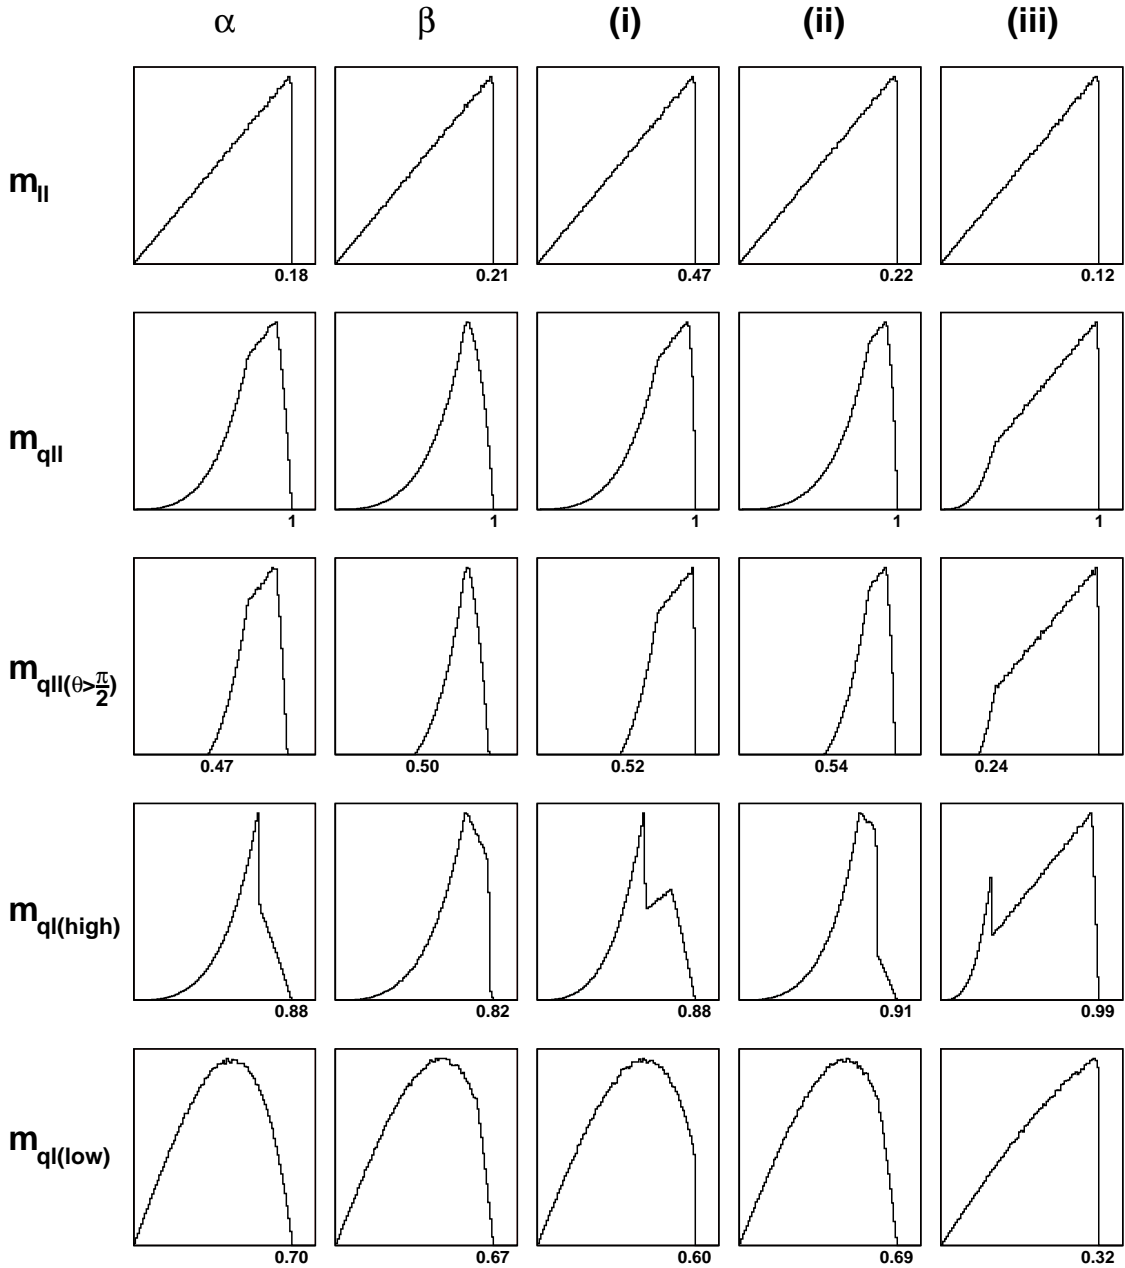 α β (i) (ii) (iii)
m_ll
0.18 0.21 0.47 0.22 0.12
m_qll
1 1 1 1 1
m_qll(θ>π/2)
0.47 0.50 0.52 0.54 0.24
m_ql(high)
0.88 0.82 0.88 0.91 0.99
m_ql(low)
0.70 0.67 0.60 0.69 0.32